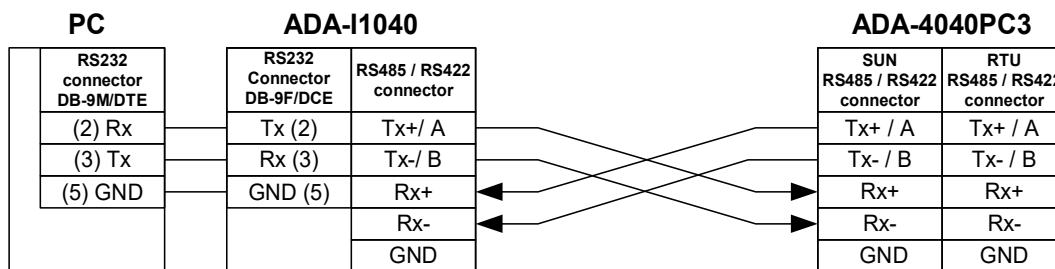 PC
ADA-I1040
ADA-4040PC3
RS232
connector
DB-9M/DTE
RS232
Connector
DB-9F/DCE
RS485 / RS422
connector
SUN
RS485 / RS422
connector
RTU
RS485 / RS422
connector
(2) Rx
Tx (2)
Tx+/ A
Tx+ / A
Tx+ / A
(3) Tx
Rx (3)
Tx-/ B
Tx- / B
Tx- / B
(5) GND
GND (5)
Rx+
Rx+
Rx+
Rx-
Rx-
Rx-
GND
GND
GND